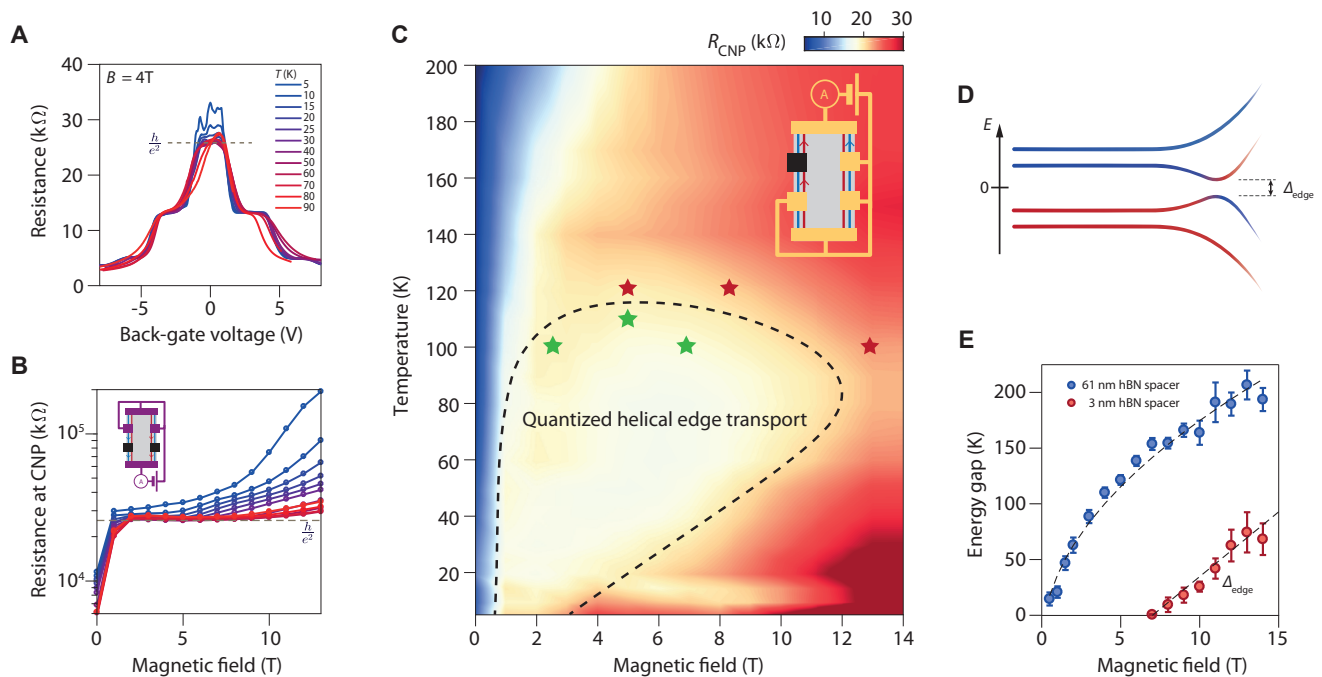 A
B = 4T
T (K)
5
10
15
20
25
30
40
50
60
70
80
90
h
e²
40
30
20
10
0
Resistance (kΩ)
-5
0
5
Back-gate voltage (V)
B
10⁵
10⁴
Resistance at CNP (kΩ)
A
h
e²
0
5
10
Magnetic field (T)
C
R_CNP (kΩ)
10
20
30
200
180
160
140
120
100
80
60
40
20
Temperature (K)
A
Quantized helical edge transport
0
2
4
6
8
10
12
14
Magnetic field (T)
D
E
0
Δ_edge
E
61 nm hBN spacer
3 nm hBN spacer
200
150
100
50
0
Energy gap (K)
Δ_edge
0
5
10
15
Magnetic field (T)